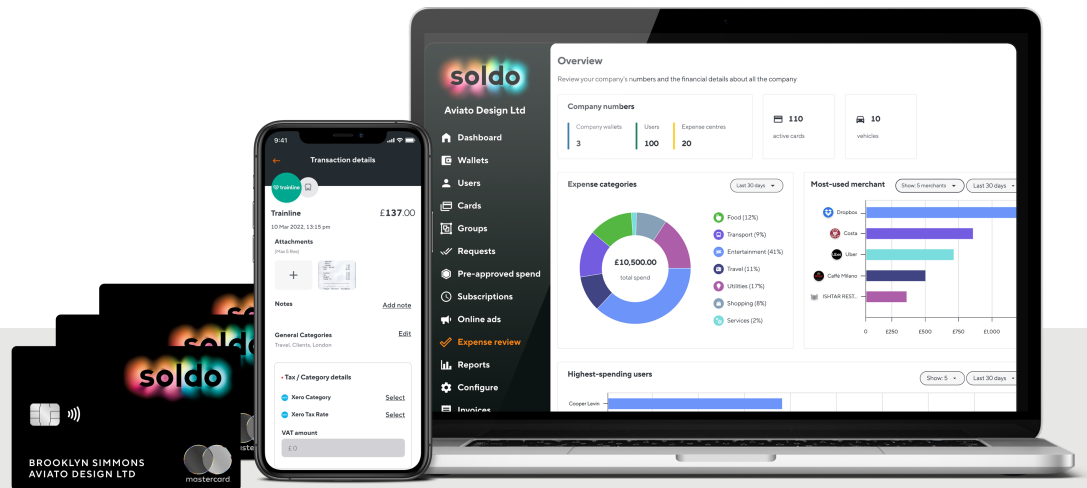 soldo
Aviato Design Ltd
Dashboard
Wallets
Users
Cards
Groups
Requests
Pre-approved spend
Subscriptions
Online ads
Expense review
Reports
Configure
Invoices
Overview
Review your company's numbers and the financial details about all the company
Company numbers
Company wallets
3
Users
100
Expense centres
20
110
active cards
10
vehicles
Expense categories
Last 30 days
£10,500.00
total spend
Food (12%)
Transport (9%)
Entertainment (41%)
Travel (11%)
Utilities (17%)
Shopping (8%)
Services (2%)
Most-used merchant
Show: 5 merchants
Last 30 days
Dropbox
Costa
Uber
Uber
Caffe Milano
ISHTAR REST...
0 £250 £500 £750 £1,000
Highest-spending users
Show: 5
Last 30 days
Cooper Levin
9:41
Transaction details
trainline
Trainline
£137.00
10 Mar 2022, 13:15 pm
Attachments
(Max 5 files)
Notes
Add note
General Categories
Edit
Travel, Clients, London
Tax / Category details
Xero Category
Select
Xero Tax Rate
Select
VAT amount
£0
soldo
BROOKLYN SIMMONS
AVIATO DESIGN LTD
mastercard